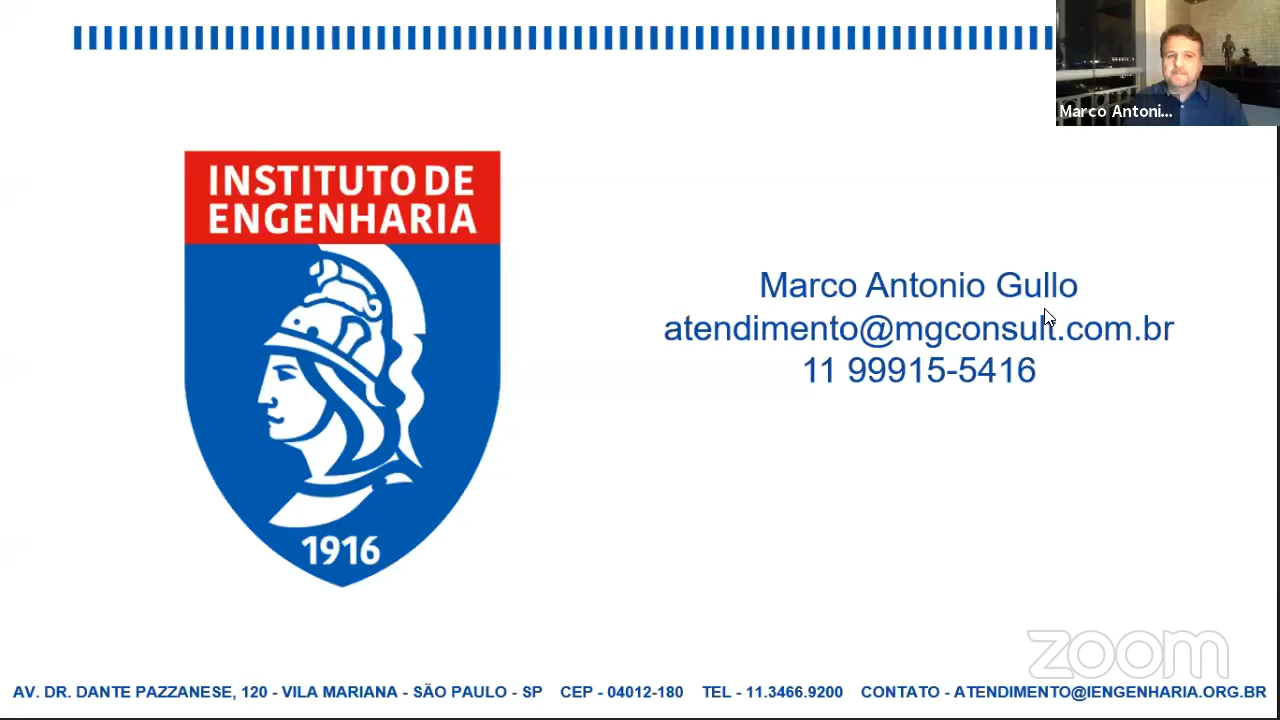 Marco Antoni...
INSTITUTO DE
ENGENHARIA
1916
Marco Antonio Gullo
atendimento@mgconsult.com.br
11 99915-5416
zoom
AV. DR. DANTE PAZZANESE, 120 - VILA MARIANA - SÃO PAULO - SP CEP - 04012-180 TEL - 11.3466.9200 CONTATO - ATENDIMENTO@IENGENHARIA.ORG.BR